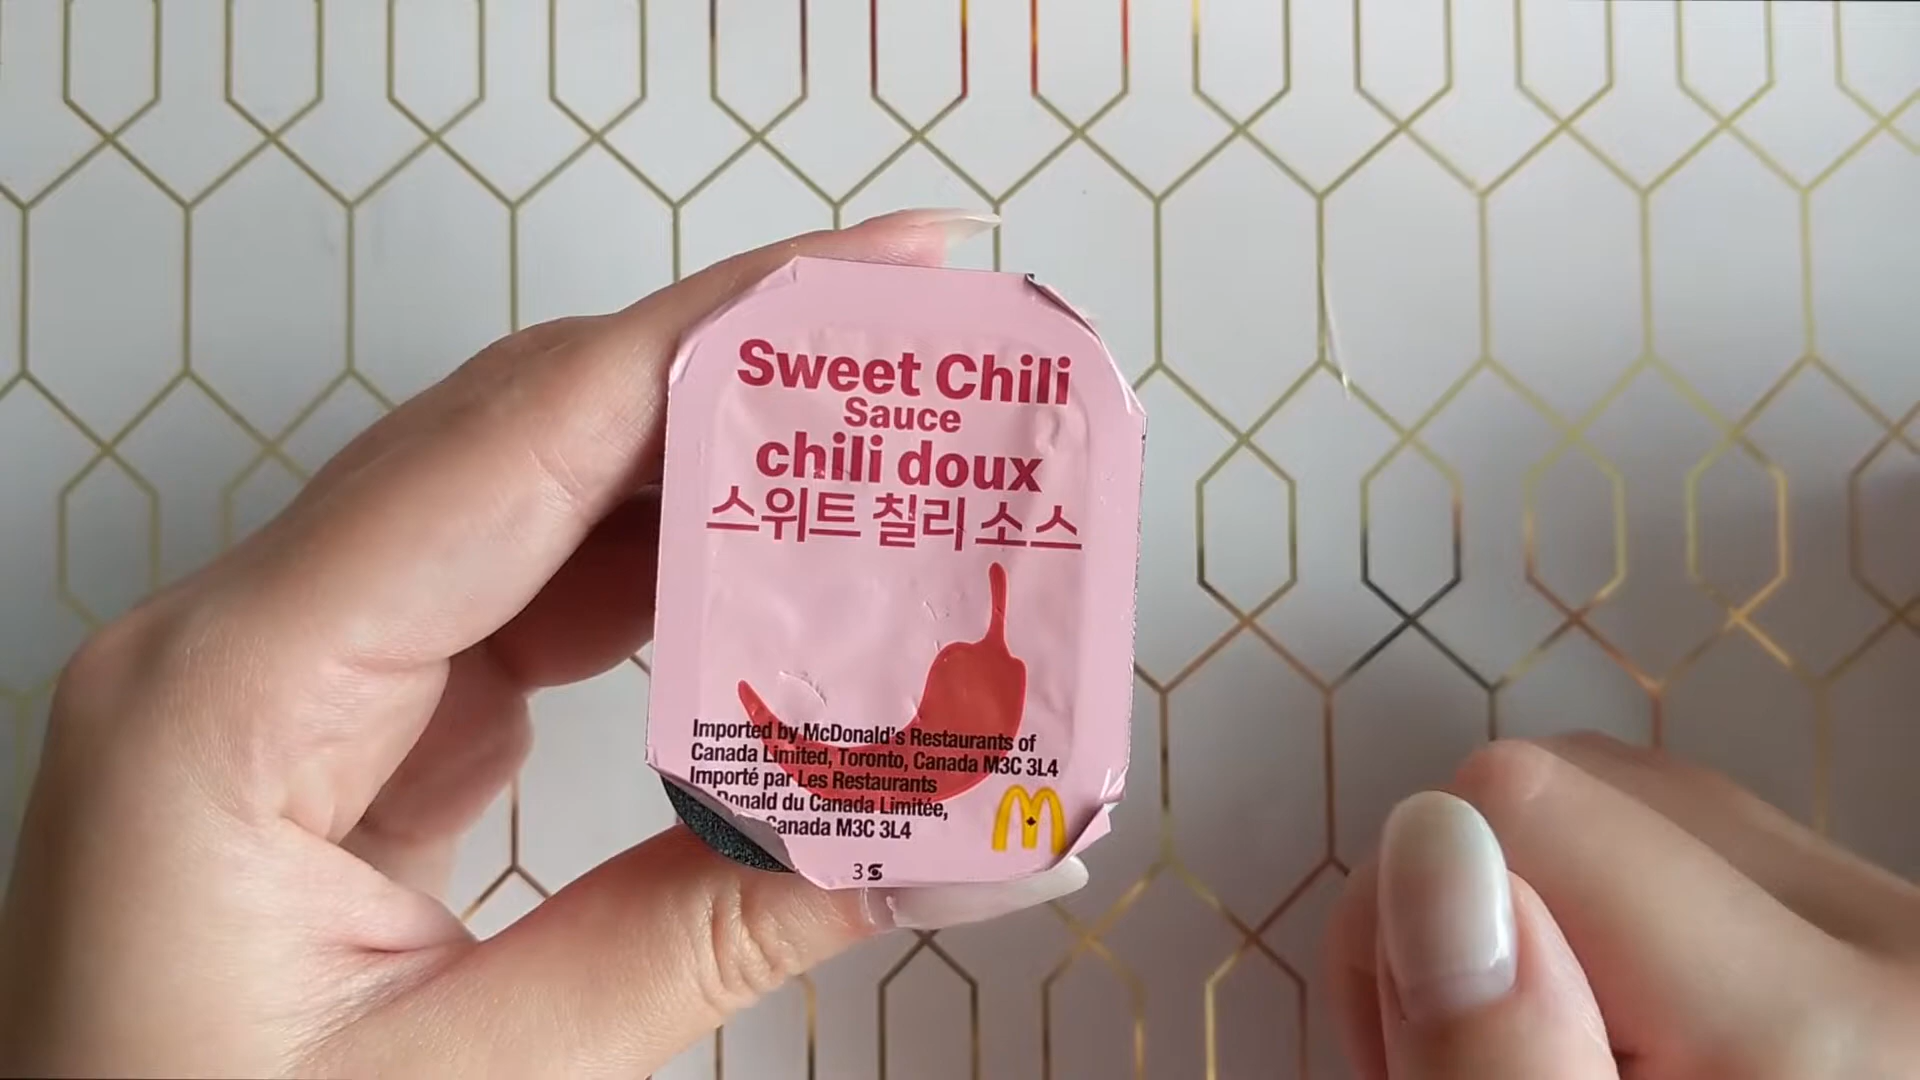 Sweet Chili
Sauce
chili doux
스위트 칠리 소스
Imported by McDonald's Restaurants of
Canada Limited, Toronto, Canada M3C 3L4
Importé par Les Restaurants
Donald du Canada Limitée,
Canada M3C 3L4
3